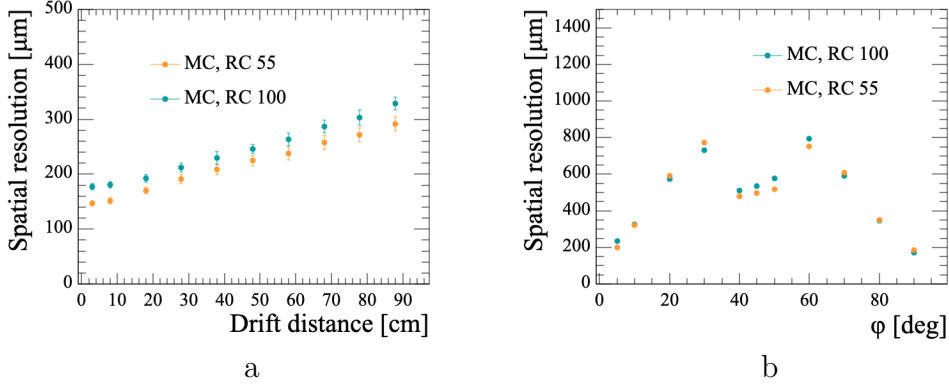 500
400
300
200
100
0
Spatial resolution [μm]
MC, RC 55
MC, RC 100
0 10 20 30 40 50 60 70 80 90
Drift distance [cm]
a
1400
1200
1000
800
600
400
200
0
Spatial resolution [μm]
MC, RC 100
MC, RC 55
0 20 40 60 80
φ [deg]
b